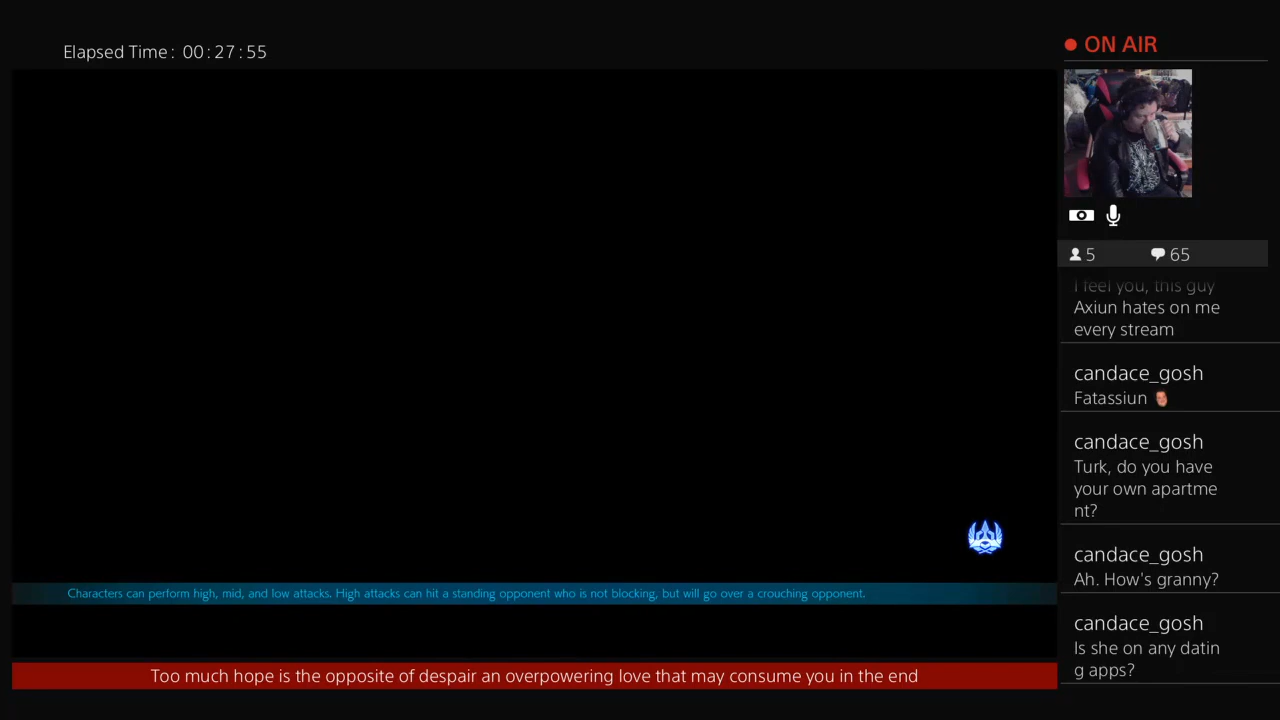 Elapsed Time: 00:27:55
ON AIR
5
65
I feel you, this guy
Axiun hates on me
every stream
candace_gosh
Fatassiun
candace_gosh
Turk, do you have
your own apartme
nt?
candace_gosh
Ah. How's granny?
candace_gosh
Is she on any datin
g apps?
Characters can perform high, mid, and low attacks. High attacks can hit a standing opponent who is not blocking, but will go over a crouching opponent.
Too much hope is the opposite of despair an overpowering love that may consume you in the end